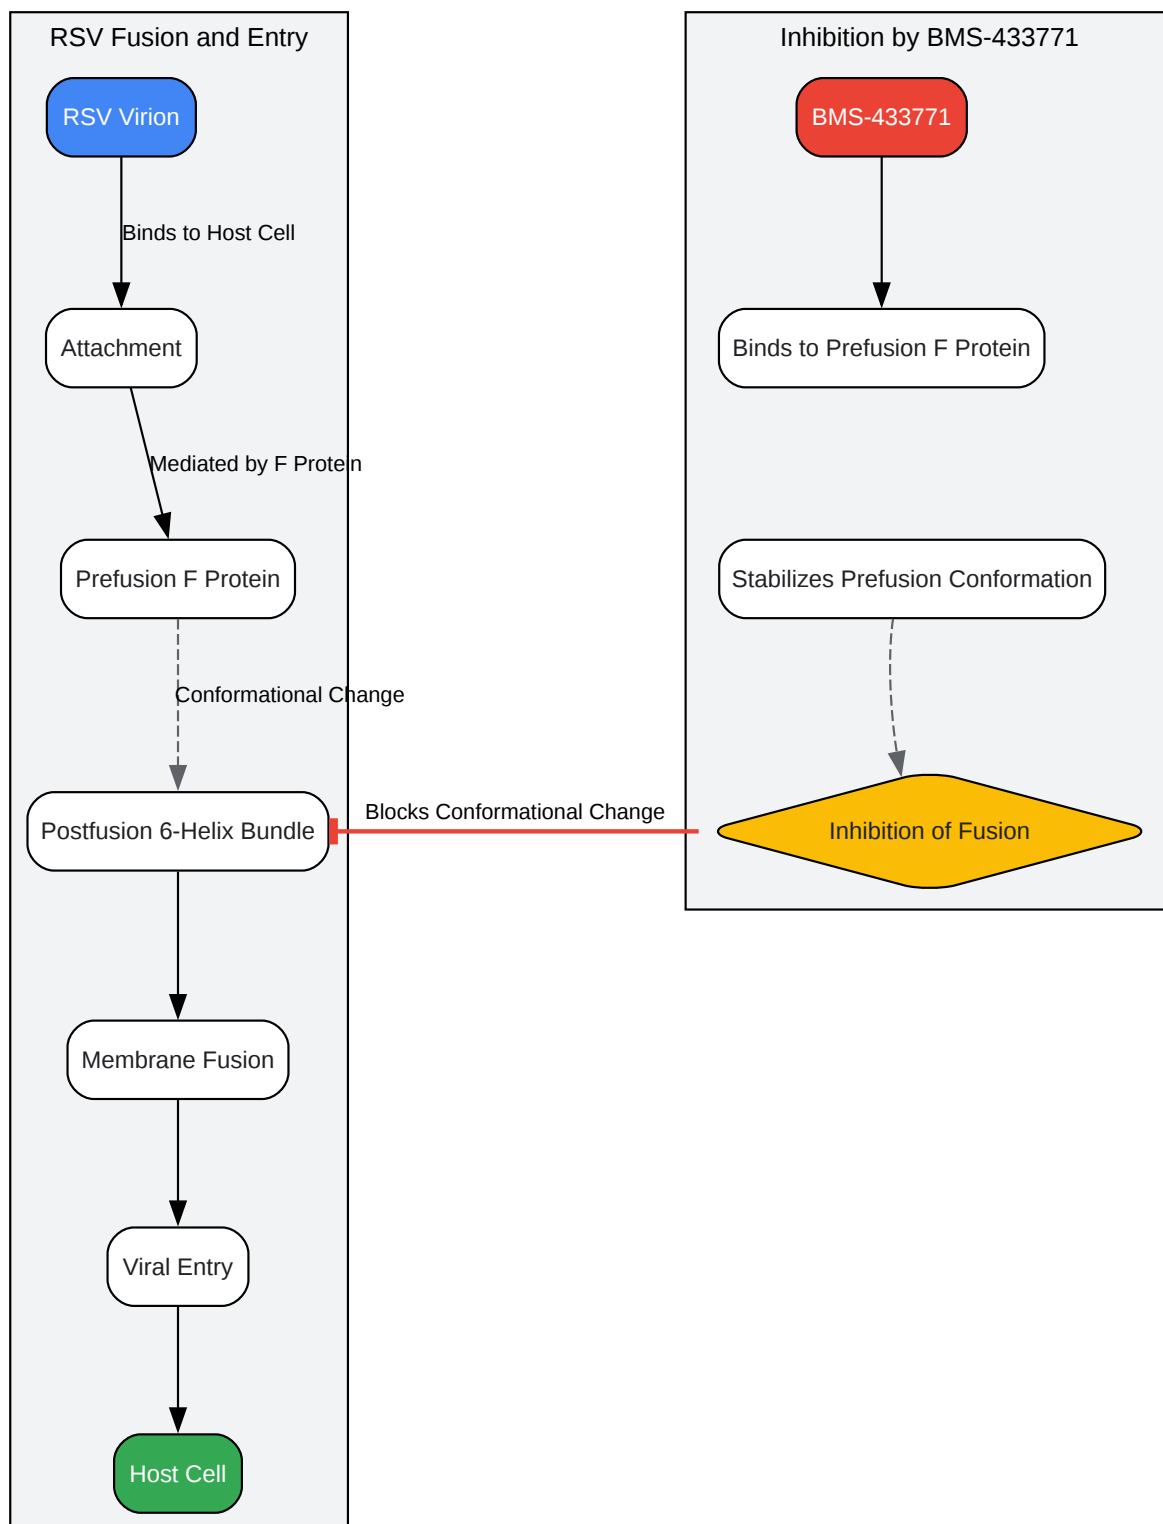 RSV Fusion and Entry
RSV Virion
Binds to Host Cell
Attachment
Mediated by F Protein
Prefusion F Protein
Conformational Change
Postfusion 6-Helix Bundle
Membrane Fusion
Viral Entry
Host Cell
Blocks Conformational Change
Inhibition by BMS-433771
BMS-433771
Binds to Prefusion F Protein
Stabilizes Prefusion Conformation
Inhibition of Fusion